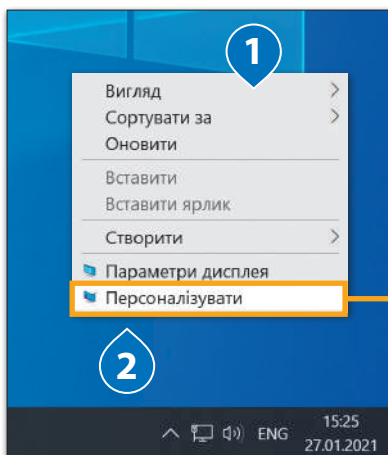 1
Вигляд
Сортувати за
Оновити
Вставити
Вставити ярлик
Створити
Параметри дисплея
Персоналізувати
2
ENG
15:25
27.01.2021